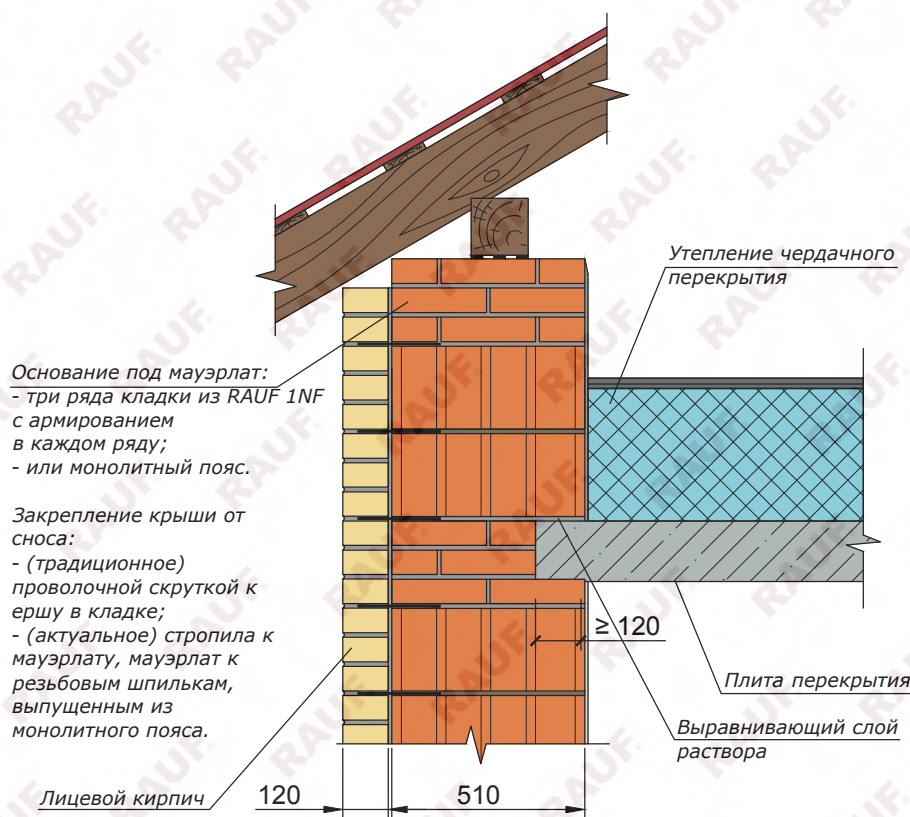 Утепление чердачного
перекрытия
Основание под мауэрлат:
- три ряда кладки из RAUF 1NF
с армированием
в каждом ряду;
- или монолитный пояс.
Закрепление крыши от
сноса:
- (традиционное)
проволочной скруткой к
ершу в кладке;
- (актуальное) стропила к
мауэрлату, мауэрлат к
резьбовым шпилькам,
выпущенным из
монолитного пояса.
≥ 120
Плита перекрытия
Выравнивающий слой
раствора
Лицевой кирпич
120
510
RAUF